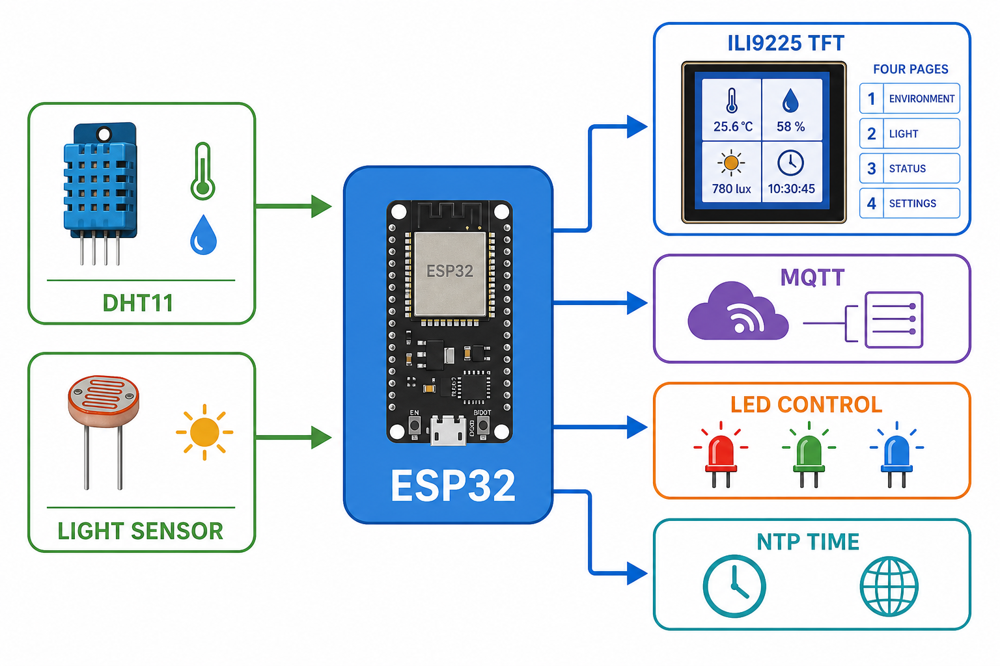 DHT11
LIGHT SENSOR
ESP32
EN
ESP32
ILI9225 TFT
25.6 °C
58 %
780 lux
10:30:45
FOUR PAGES
1 ENVIRONMENT
2 LIGHT
3 STATUS
4 SETTINGS
MQTT
LED CONTROL
NTP TIME